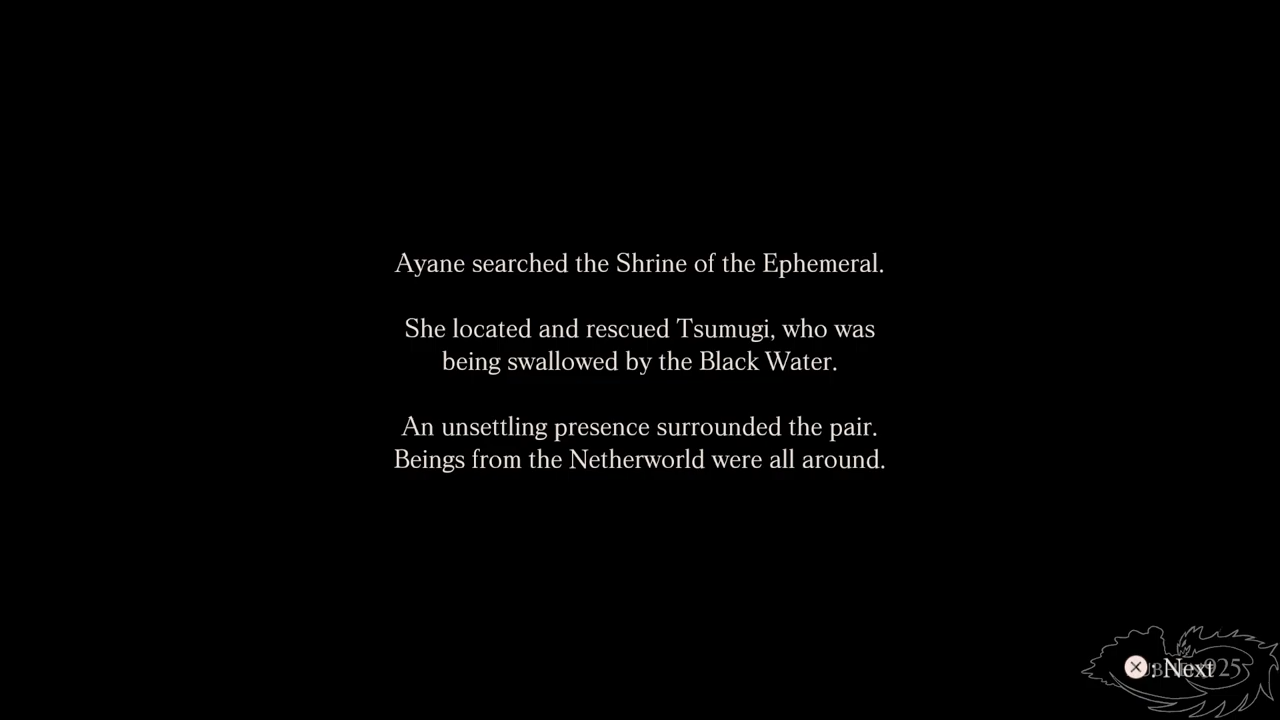 Ayane searched the Shrine of the Ephemeral.
She located and rescued Tsumugi, who was
being swallowed by the Black Water.
An unsettling presence surrounded the pair.
Beings from the Netherworld were all around.
: Next